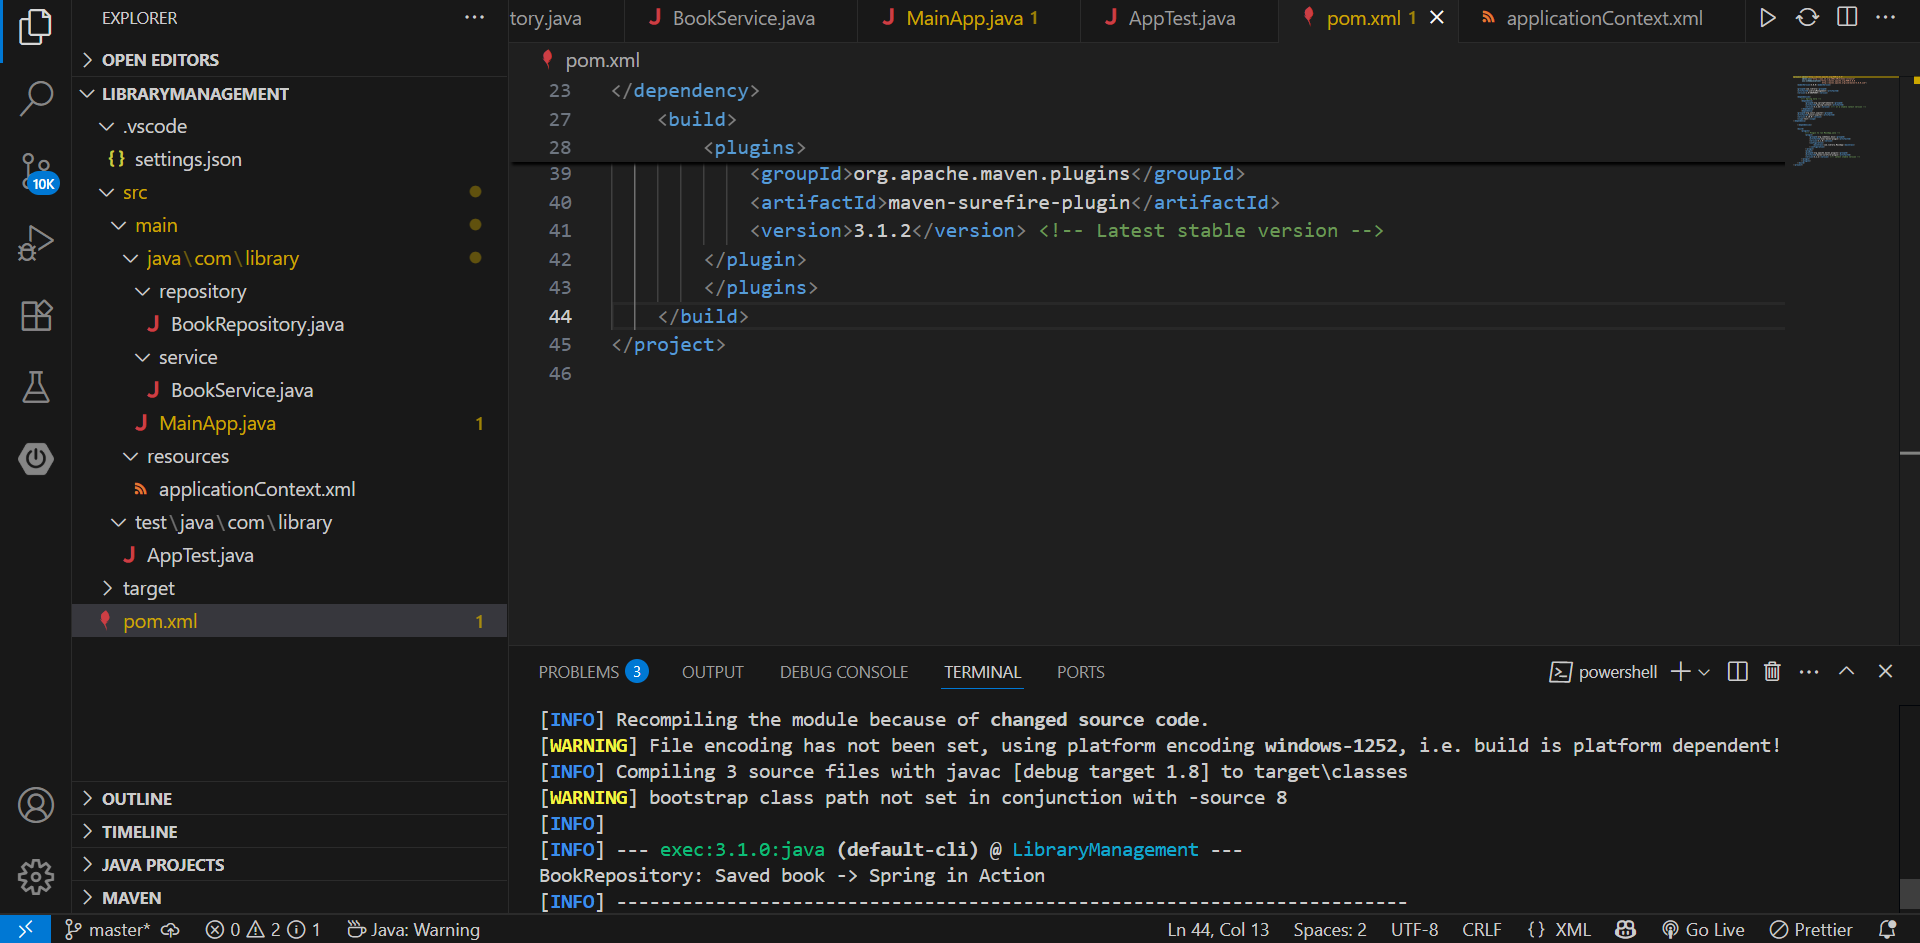 EXPLORER
OPEN EDITORS
LIBRARYMANAGEMENT
.vscode
{} settings.json
src
main
java\com\library
repository
J BookRepository.java
service
J BookService.java
J MainApp.java 1
resources
applicationContext.xml
test\java\com\library
J AppTest.java
target
pom.xml 1
OUTLINE
TIMELINE
JAVA PROJECTS
MAVEN
10K
tory.java J BookService.java J MainApp.java 1 J AppTest.java pom.xml 1 applicationContext.xml
pom.xml
23 </dependency>
27 <build>
28 <plugins>
39 <groupId>org.apache.maven.plugins</groupId>
40 <artifactId>maven-surefire-plugin</artifactId>
41 <version>3.1.2</version> <!-- Latest stable version -->
42 </plugin>
43 </plugins>
44 </build>
45 </project>
46
PROBLEMS 3 OUTPUT DEBUG CONSOLE TERMINAL PORTS powershell
[INFO] Recompiling the module because of changed source code.
[WARNING] File encoding has not been set, using platform encoding windows-1252, i.e. build is platform dependent!
[INFO] Compiling 3 source files with javac [debug target 1.8] to target\classes
[WARNING] bootstrap class path not set in conjunction with -source 8
[INFO]
[INFO] --- exec:3.1.0:java (default-cli) @ LibraryManagement ---
BookRepository: Saved book -> Spring in Action
[INFO] ------------------------------------------------------------------------
master* 0 2 1 Java: Warning Ln 44, Col 13 Spaces: 2 UTF-8 CRLF {} XML Go Live Prettier